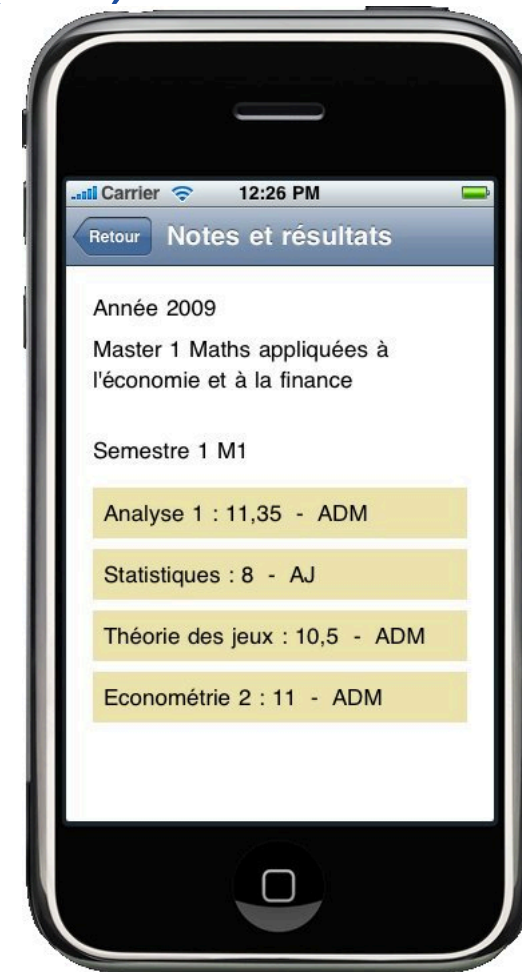 Carrier 12:26 PM
Retour Notes et résultats
Année 2009
Master 1 Maths appliquées à
l'économie et à la finance
Semestre 1 M1
Analyse 1 : 11,35 - ADM
Statistiques : 8 - AJ
Théorie des jeux : 10,5 - ADM
Econométrie 2 : 11 - ADM